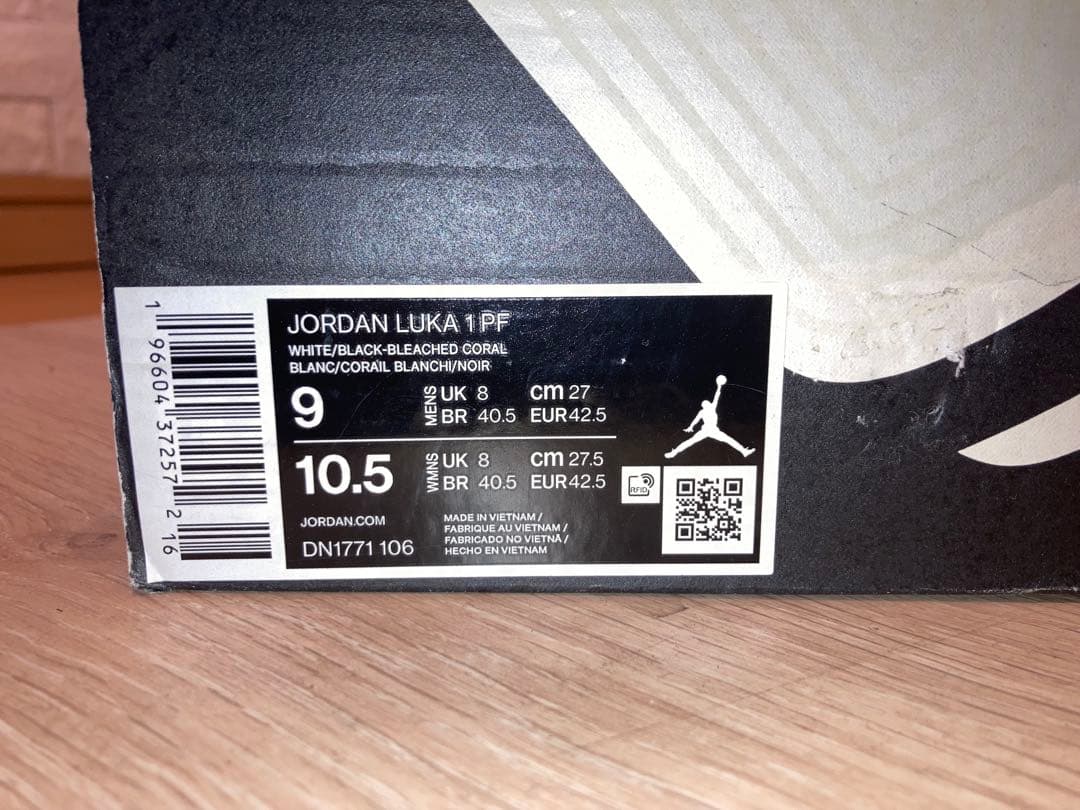 JORDAN LUKA 1 PF
WHITE/BLACK-BLEACHED CORAL
BLANC/CORAIL BLANCHI/NOIR
9
MENS
UK 8 cm 27
BR 40.5 EUR 42.5
10.5
WMNS
UK 8 cm 27.5
BR 40.5 EUR 42.5
RFID
JORDAN.COM
DN1771 106
MADE IN VIETNAM /
FABRIQUE AU VIETNAM /
FABRICADO NO VIETNÃ /
HECHO EN VIETNAM
1 96604 37257 2 16